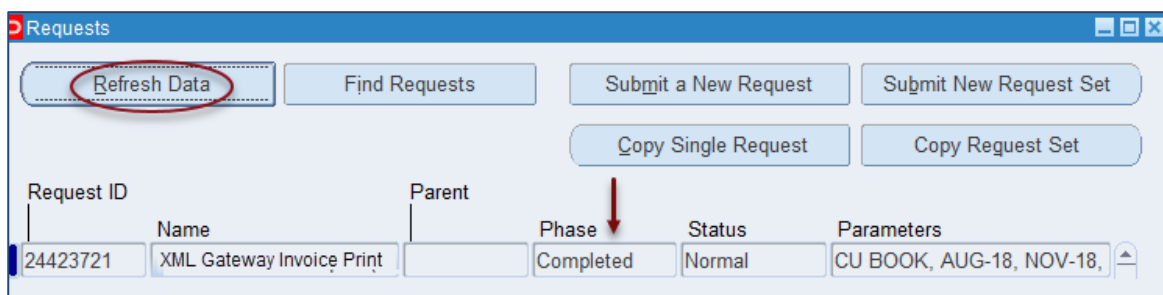 Requests
Refresh Data Find Requests Submit a New Request Submit New Request Set
Copy Single Request Copy Request Set
Request ID Parent
Name Phase Status Parameters
24423721 XML Gateway Invoice Print Completed Normal CU BOOK, AUG-18, NOV-18,